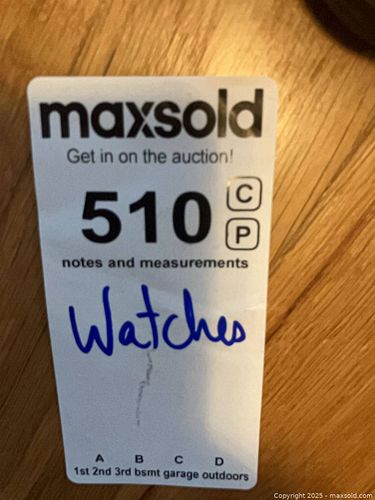 maxsold
Get in on the auction!
510 C
P
notes and measurements
Watches
A B C D
1st 2nd 3rd bsmt garage outdoors
Copyright 2025 - maxsold.com